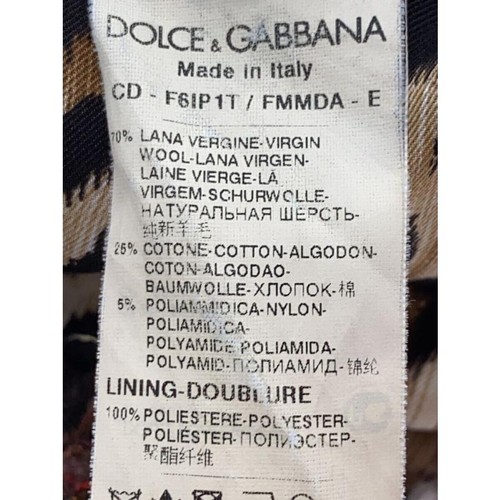 DOLCE & GABBANA
Made in Italy
CD - F6IP1T / FMMDA - E
70% LANA VERGINE-VIRGIN
WOOL-LANA VIRGEN-
LAINE VIERGE-LÃ
VIRGEM-SCHURWOLLE-
НАТУРАЛЬНАЯ ШЕРСТЬ-
纯新羊毛
25% COTONE-COTTON-ALGODON-
COTON-ALGODAO-
BAUMWOLLE-ХЛОПОК-棉
5% POLIAMMIDICA-NYLON-
POLIAMIDICA-
POLYAMIDE POLIAMIDA-
POLYAMID-ПОЛИАМИД-锦纶
LINING-DOUBLURE
100% POLIESTERE-POLYESTER-
POLIÉSTER-ПОЛИЭСТЕР-
聚酯纤维